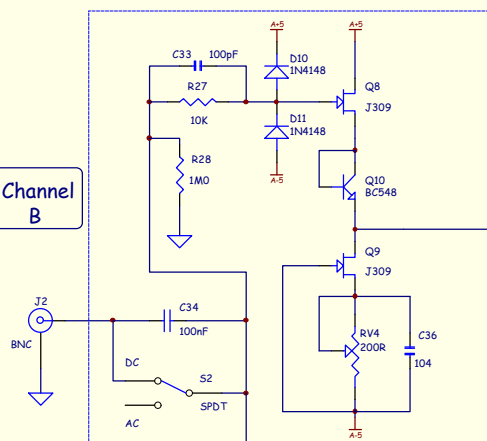 A+5 A+5
C33 100pF
D10
1N4148
R27
10K
Q8
J309
D11
1N4148
R28
1M0
A-5
Q10
BC548
Channel
B
Q9
J309
J2
BNC
C34
100nF
RV4
200R
C36
104
DC
S2
SPDT
AC
A-5